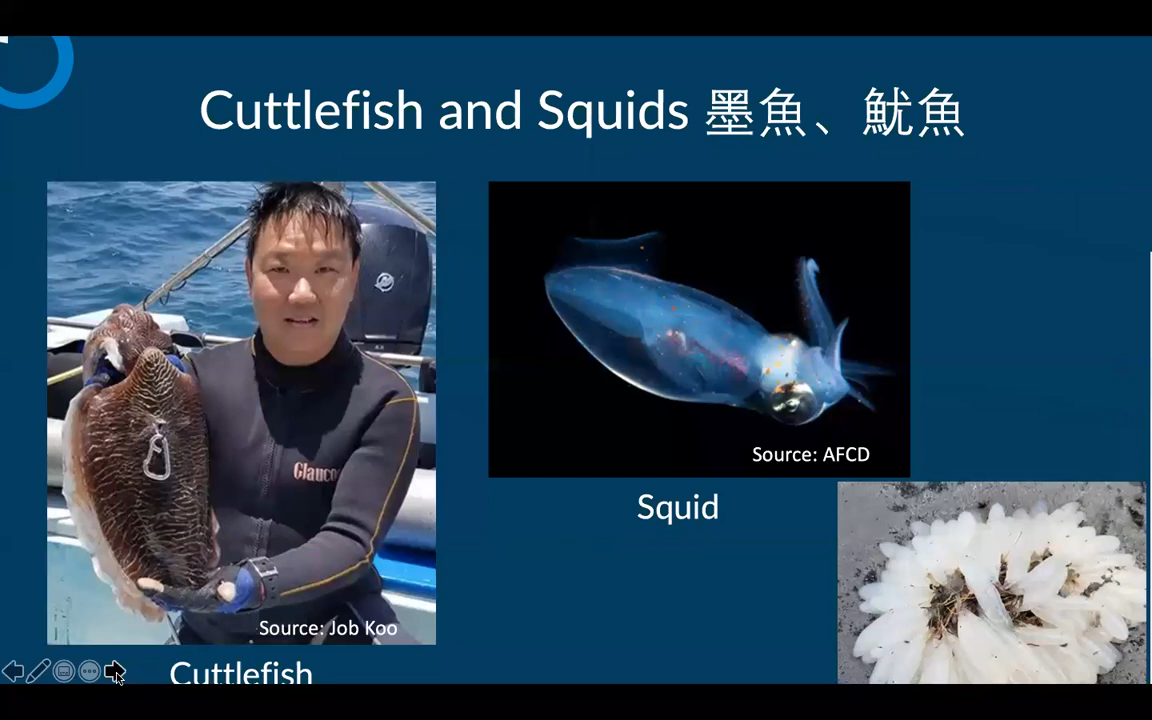 Cuttlefish and Squids 墨魚、魷魚
Glauco
Source: Job Koo
Cuttlefish
Source: AFCD
Squid